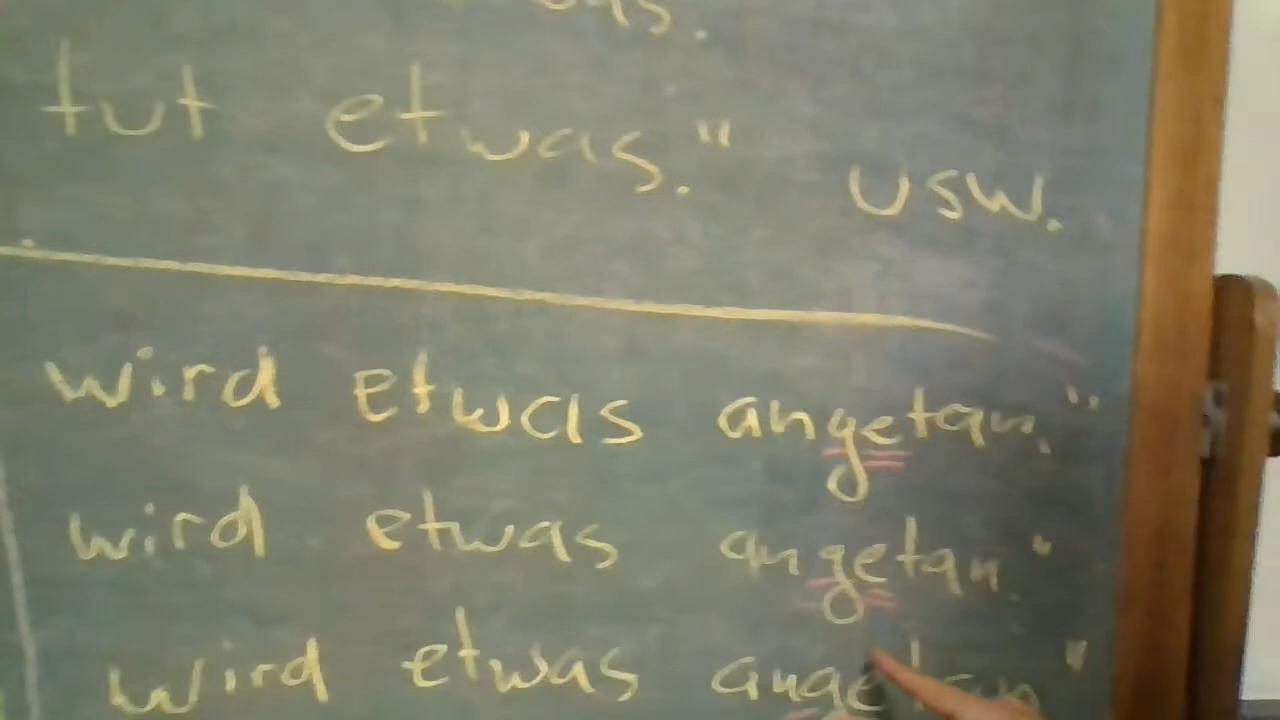 tut etwas." usw.
wird etwas angetan."
wird etwas angetan."
wird etwas angetan"